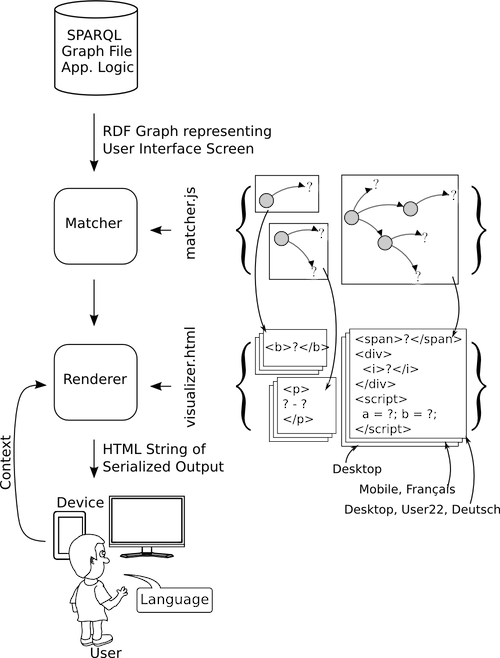 SPARQL
Graph File
App. Logic
RDF Graph representing
User Interface Screen
Matcher
matcher.js
?
?
?
?
?
?
Renderer
visualizer.html
<b>?</b>
<p>
? - ?
</p>
<span>?</span>
<div>
<i>?</i>
</div>
<script>
a = ?; b = ?;
</script>
Desktop
Mobile, Français
Desktop, User22, Deutsch
HTML String of
Serialized Output
Context
Device
Language
User